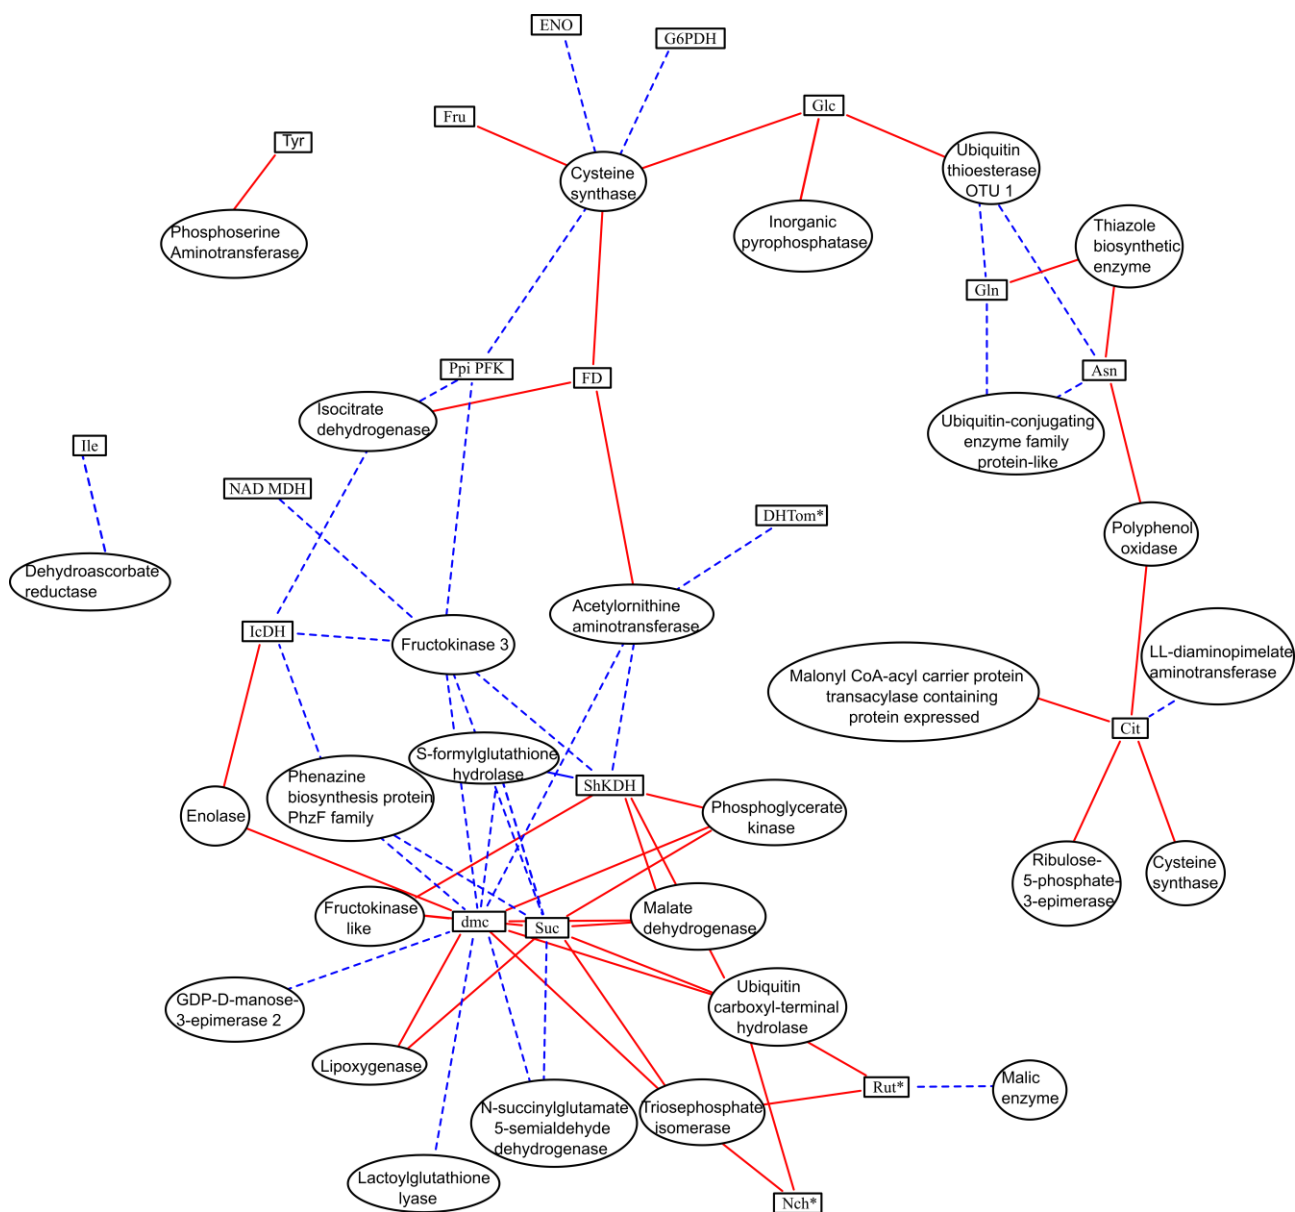 ENO
G6PDH
Fru
Glc
Tyr
Cysteine
synthase
Ubiquitin
thioesterase
OTU 1
Phosphoserine
Aminotransferase
Inorganic
pyrophosphatase
Thiazole
biosynthetic
enzyme
Gln
Ppi PFK
FD
Asn
Isocitrate
dehydrogenase
Ubiquitin-conjugating
enzyme family
protein-like
Ile
NAD MDH
DHTom*
Polyphenol
oxidase
Dehydroascorbate
reductase
Acetylornithine
aminotransferase
IcDH
Fructokinase 3
LL-diaminopimelate
aminotransferase
Malonyl CoA-acyl carrier protein
transacylase containing
protein expressed
Cit
S-formylglutathione
hydrolase
ShKDH
Phenazine
biosynthesis protein
PhzF family
Enolase
Phosphoglycerate
kinase
Ribulose-
5-phosphate-
3-epimerase
Cysteine
synthase
Fructokinase
like
dmc
Suc
Malate
dehydrogenase
GDP-D-manose-
3-epimerase 2
Ubiquitin
carboxyl-terminal
hydrolase
Lipoxygenase
Rut*
Malic
enzyme
N-succinylglutamate
5-semialdehyde
dehydrogenase
Triosephosphate
isomerase
Lactoylglutathione
lyase
Nch*